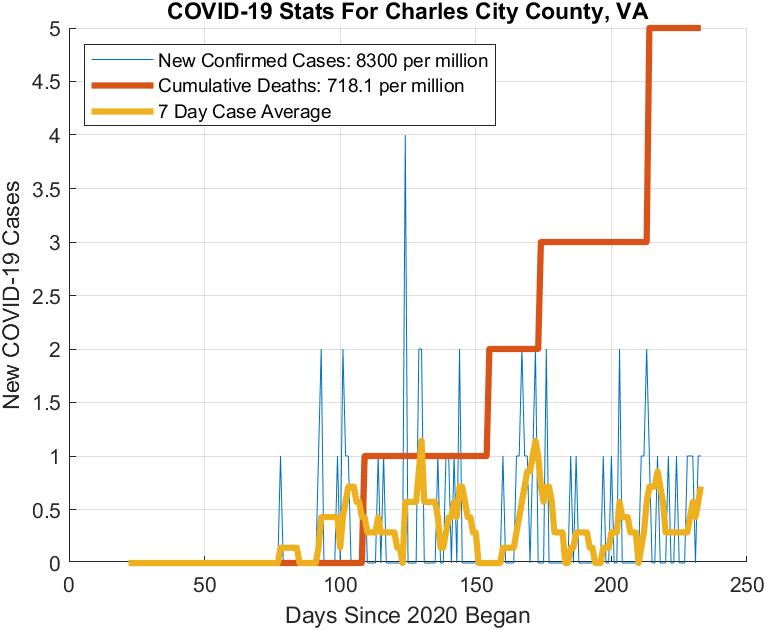 COVID-19 Stats For Charles City County, VA
New Confirmed Cases: 8300 per million
Cumulative Deaths: 718.1 per million
7 Day Case Average
5
4.5
4
3.5
3
2.5
2
1.5
1
0.5
0
New COVID-19 Cases
0 50 100 150 200 250
Days Since 2020 Began